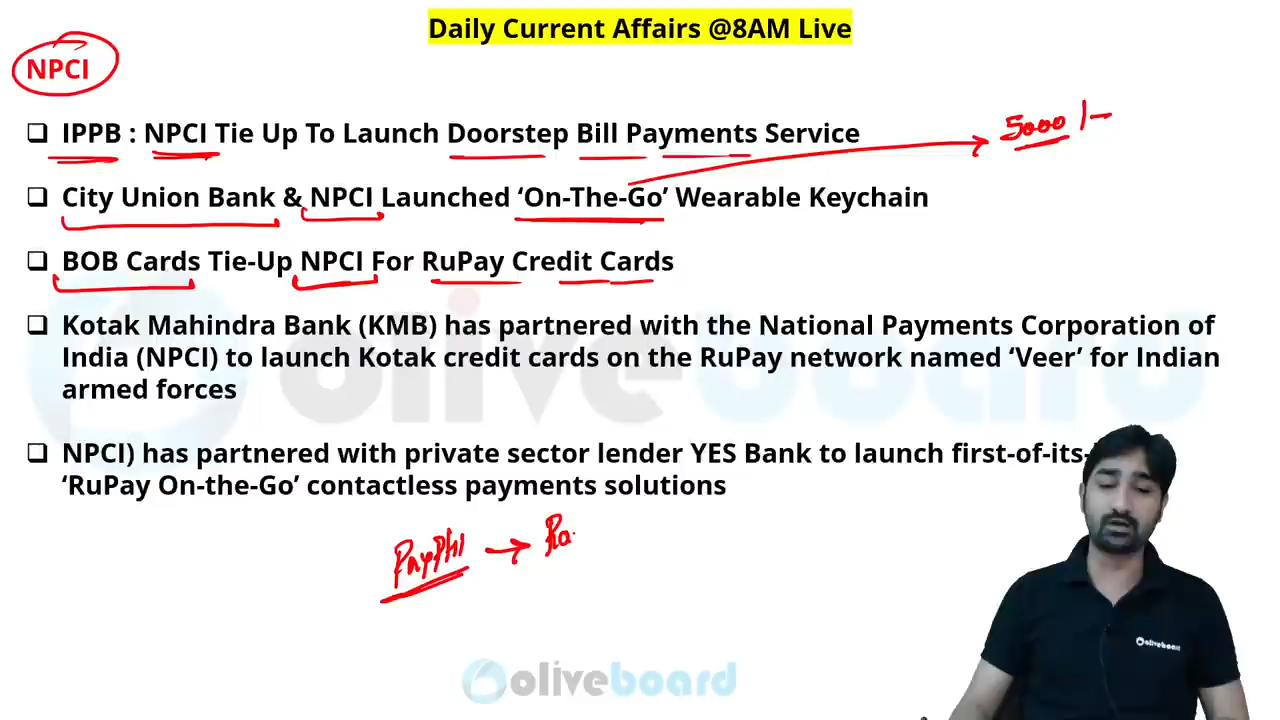 Daily Current Affairs @8AM Live
NPCI
❑ IPPB : NPCI Tie Up To Launch Doorstep Bill Payments Service
5000/-
❑ City Union Bank & NPCI Launched ‘On-The-Go’ Wearable Keychain
❑ BOB Cards Tie-Up NPCI For RuPay Credit Cards
❑ Kotak Mahindra Bank (KMB) has partnered with the National Payments Corporation of
India (NPCI) to launch Kotak credit cards on the RuPay network named ‘Veer’ for Indian
armed forces
❑ NPCI) has partnered with private sector lender YES Bank to launch first-of-its-
‘RuPay On-the-Go’ contactless payments solutions
PayPhi → Ro
oliveboard
oliveboard
oliveboard